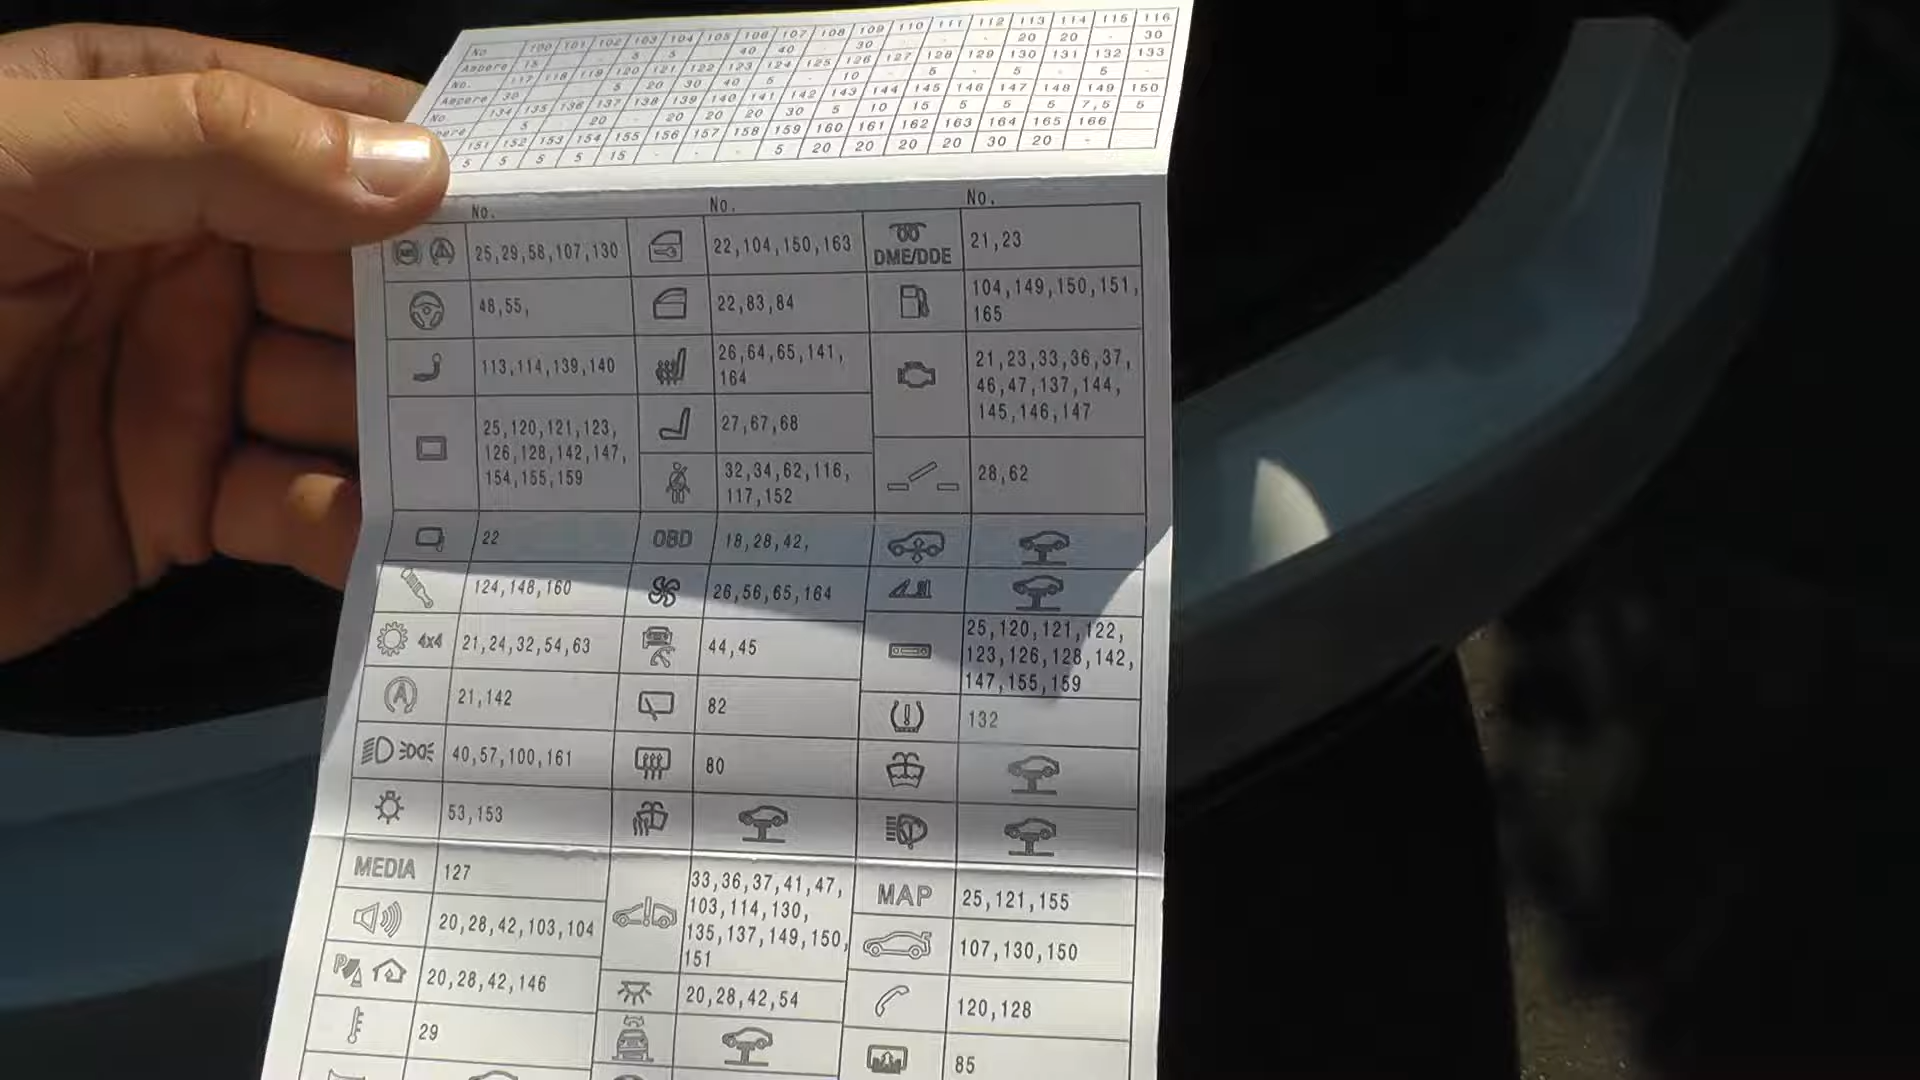 No 100 101 102 103 104 105 106 107 108 109 110 111 112 113 114 115 116
Ampere 15 - - 5 5 - 40 40 - 30 - - - 20 20 - 30
No. 117 118 119 120 121 122 123 124 125 126 127 128 129 130 131 132 133
Ampere 30 - - 5 20 30 40 5 - 10 - 5 - 5 - 5 -
No. 134 135 136 137 138 139 140 141 142 143 144 145 146 147 148 149 150
pere - 5 - 20 - 20 20 20 30 5 10 15 5 5 5 7,5 5
151 152 153 154 155 156 157 158 159 160 161 162 163 164 165 166
5 5 5 5 15 - - - 5 20 20 20 20 30 20 -
No. No. No.
25,29,58,107,130
48,55,
113,114,139,140
25,120,121,123,
126,128,142,147,
154,155,159
22
124,148,160
4x4 21,24,32,54,63
A 21,142
40,57,100,161
53,153
MEDIA 127
20,28,42,103,104
P 20,28,42,146
29
22,104,150,163
22,83,84
26,64,65,141,
164
27,67,68
32,34,62,116,
117,152
OBD 18,28,42,
26,56,65,164
44,45
82
80
33,36,37,41,47,
103,114,130,
135,137,149,150,
151
20,28,42,54
DME/DDE 21,23
104,149,150,151,
165
21,23,33,36,37,
46,47,137,144,
145,146,147
28,62
25,120,121,122,
123,126,128,142,
147,155,159
132
MAP 25,121,155
107,130,150
120,128
85